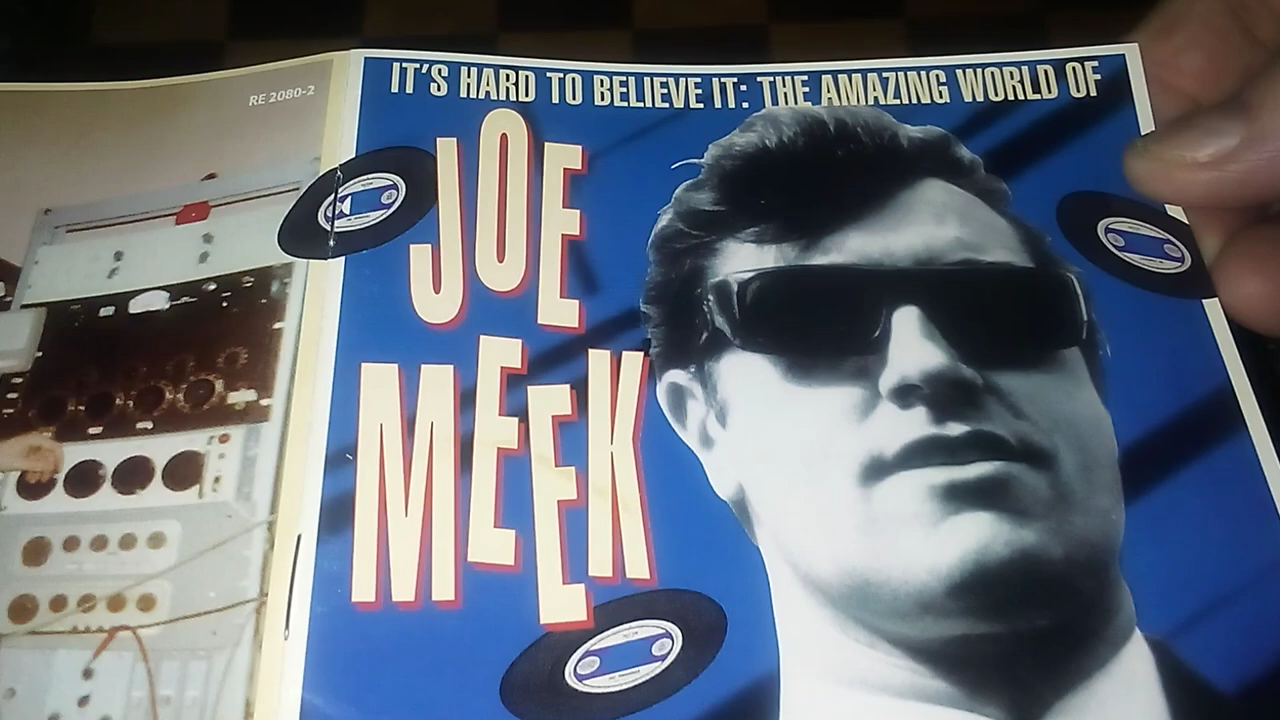 RE 2080-2
IT'S HARD TO BELIEVE IT: THE AMAZING WORLD OF
JOE
MEEK